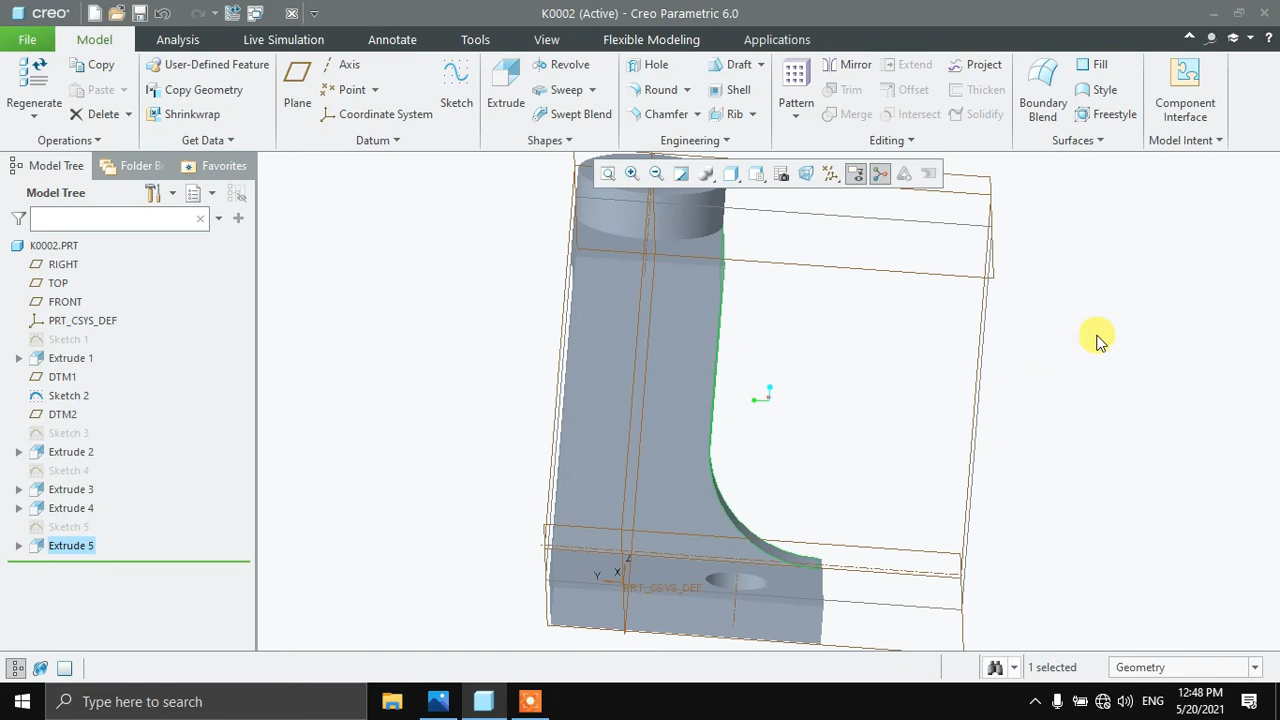 creo
K0002 (Active) - Creo Parametric 6.0
File
Model
Analysis
Live Simulation
Annotate
Tools
View
Flexible Modeling
Applications
Regenerate
Copy
Paste
Delete
Operations
User-Defined Feature
Copy Geometry
Shrinkwrap
Get Data
Plane
Axis
Point
Coordinate System
Datum
Sketch
Extrude
Revolve
Sweep
Swept Blend
Shapes
Hole
Round
Chamfer
Draft
Shell
Rib
Engineering
Pattern
Mirror
Trim
Merge
Extend
Offset
Intersect
Project
Thicken
Solidify
Editing
Boundary
Blend
Fill
Style
Freestyle
Surfaces
Component
Interface
Model Intent
Model Tree
Folder B
Favorites
Model Tree
K0002.PRT
RIGHT
TOP
FRONT
PRT_CSYS_DEF
Sketch 1
Extrude 1
DTM1
Sketch 2
DTM2
Sketch 3
Extrude 2
Sketch 4
Extrude 3
Extrude 4
Sketch 5
Extrude 5
Z
Y
X
PRT_CSYS_DEF
1 selected
Geometry
Type here to search
ENG
12:48 PM
5/20/2021